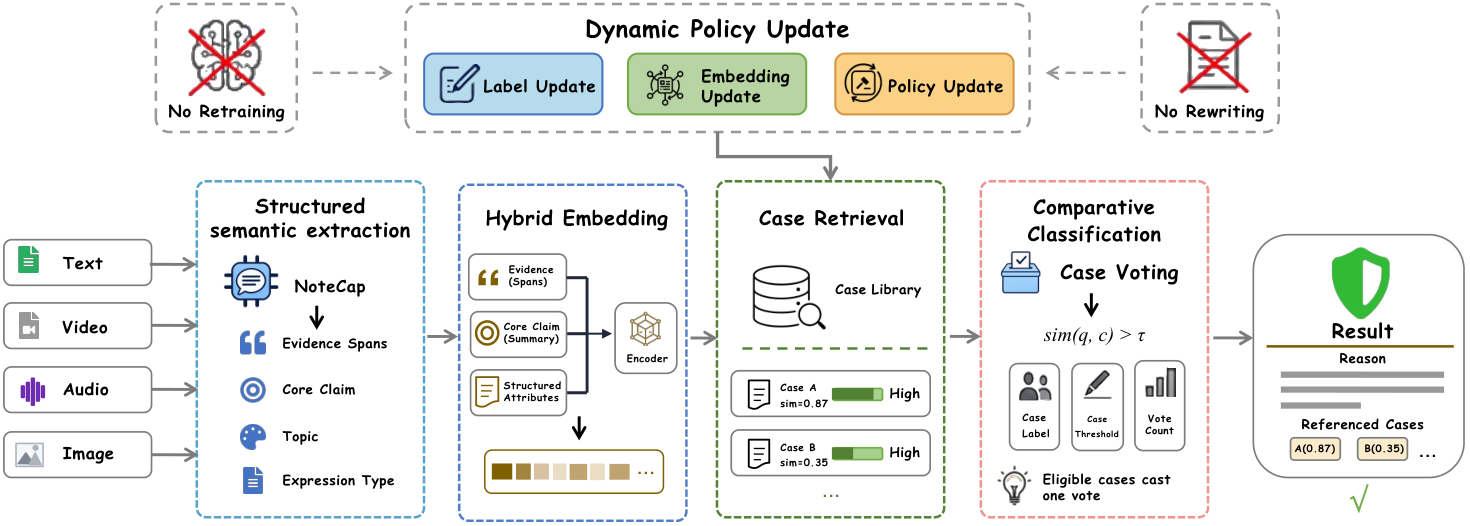 Dynamic Policy Update
No Retraining
Label Update
Embedding
Update
Policy Update
No Rewriting
Text
Video
Audio
Image
Structured
semantic extraction
NoteCap
Evidence Spans
Core Claim
Topic
Expression Type
Hybrid Embedding
Evidence
(Spans)
Core Claim
(Summary)
Structured
Attributes
Encoder
...
Case Retrieval
Case Library
Case A
sim=0.87
High
Case B
sim=0.35
High
...
Comparative
Classification
Case Voting
sim(q, c) > τ
Case
Label
Case
Threshold
Vote
Count
Eligible cases cast
one vote
Result
Reason
Referenced Cases
A(0.87)
B(0.35)
...
√